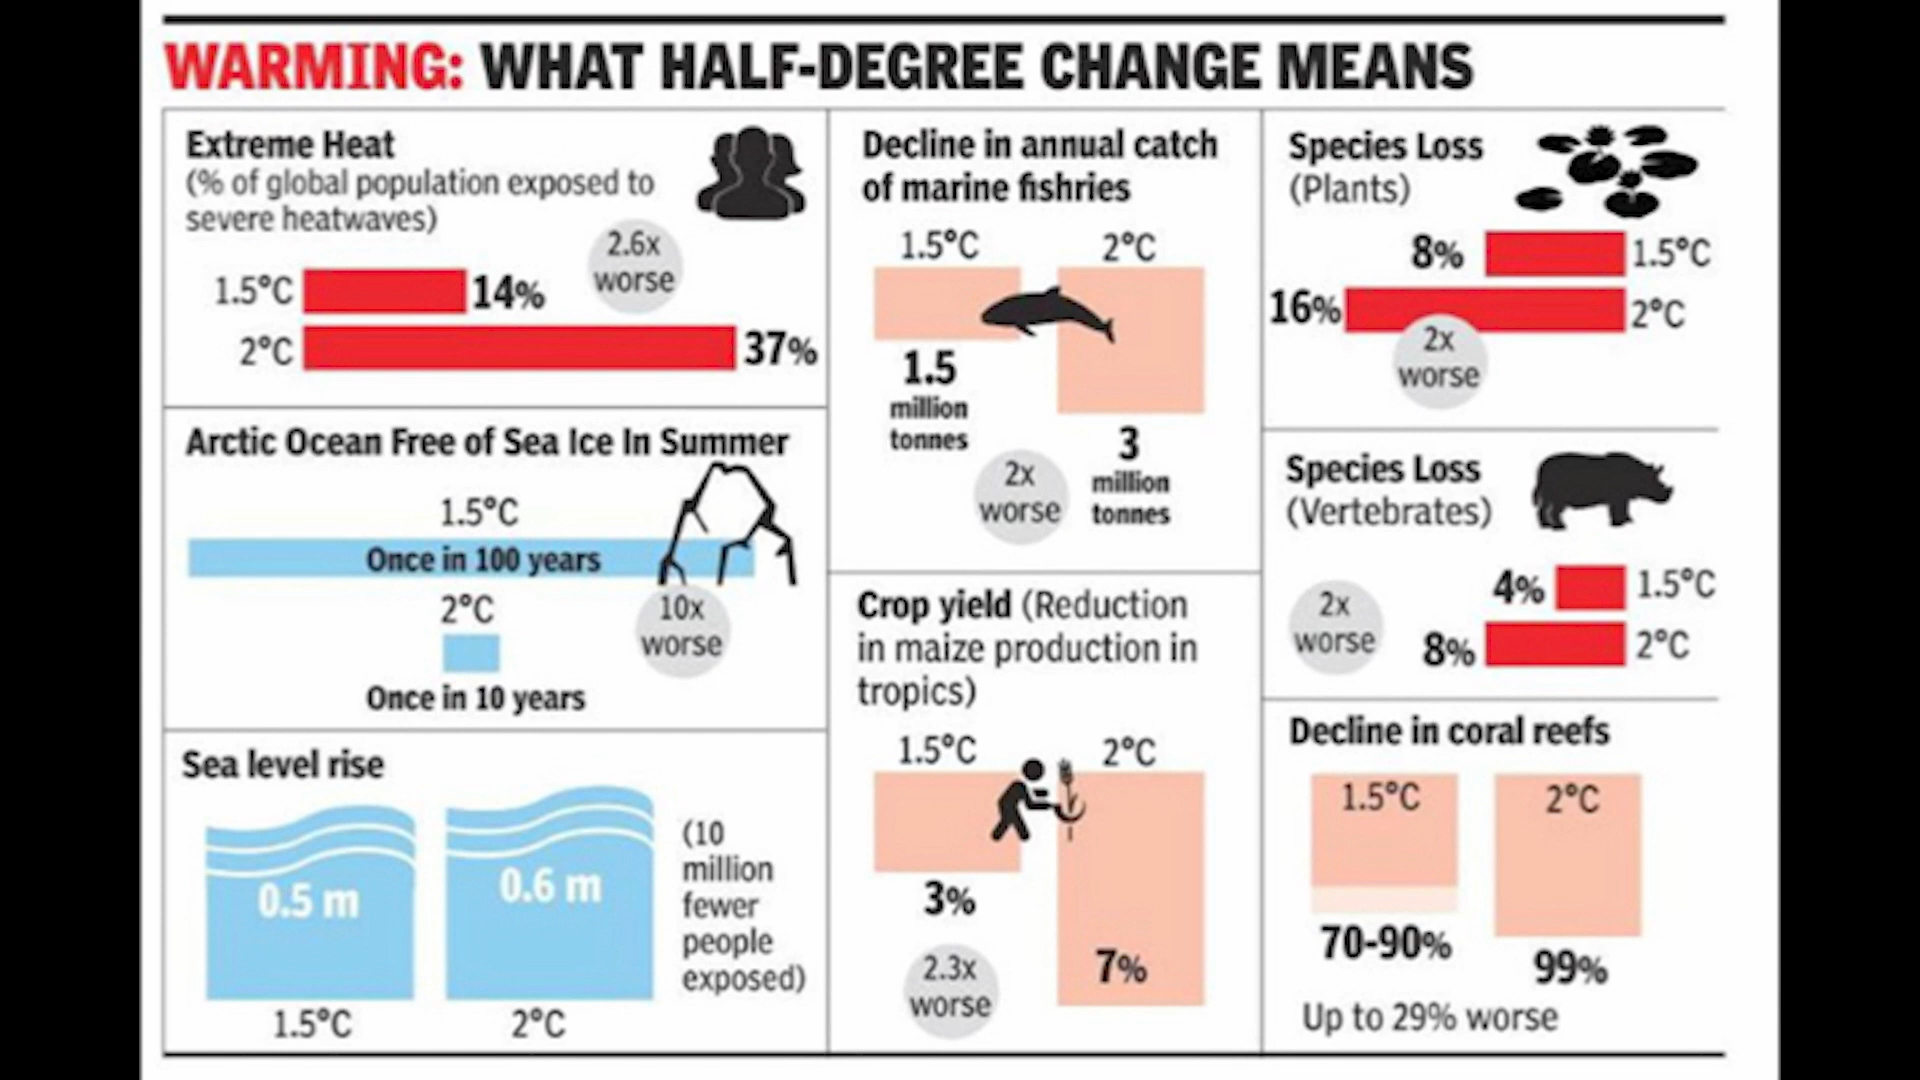 WARMING: WHAT HALF-DEGREE CHANGE MEANS
Extreme Heat
(% of global population exposed to
severe heatwaves)
2.6x
worse
1.5°C
14%
2°C
37%
Arctic Ocean Free of Sea Ice In Summer
1.5°C
Once in 100 years
2°C
10x
worse
Once in 10 years
Sea level rise
0.5 m
0.6 m
(10
million
fewer
people
exposed)
1.5°C
2°C
Decline in annual catch
of marine fishries
1.5°C
2°C
1.5
million
tonnes
3
million
tonnes
2x
worse
Crop yield (Reduction
in maize production in
tropics)
1.5°C
2°C
3%
7%
2.3x
worse
Species Loss
(Plants)
8%
1.5°C
16%
2°C
2x
worse
Species Loss
(Vertebrates)
4%
1.5°C
2x
worse
8%
2°C
Decline in coral reefs
1.5°C
2°C
70-90%
99%
Up to 29% worse